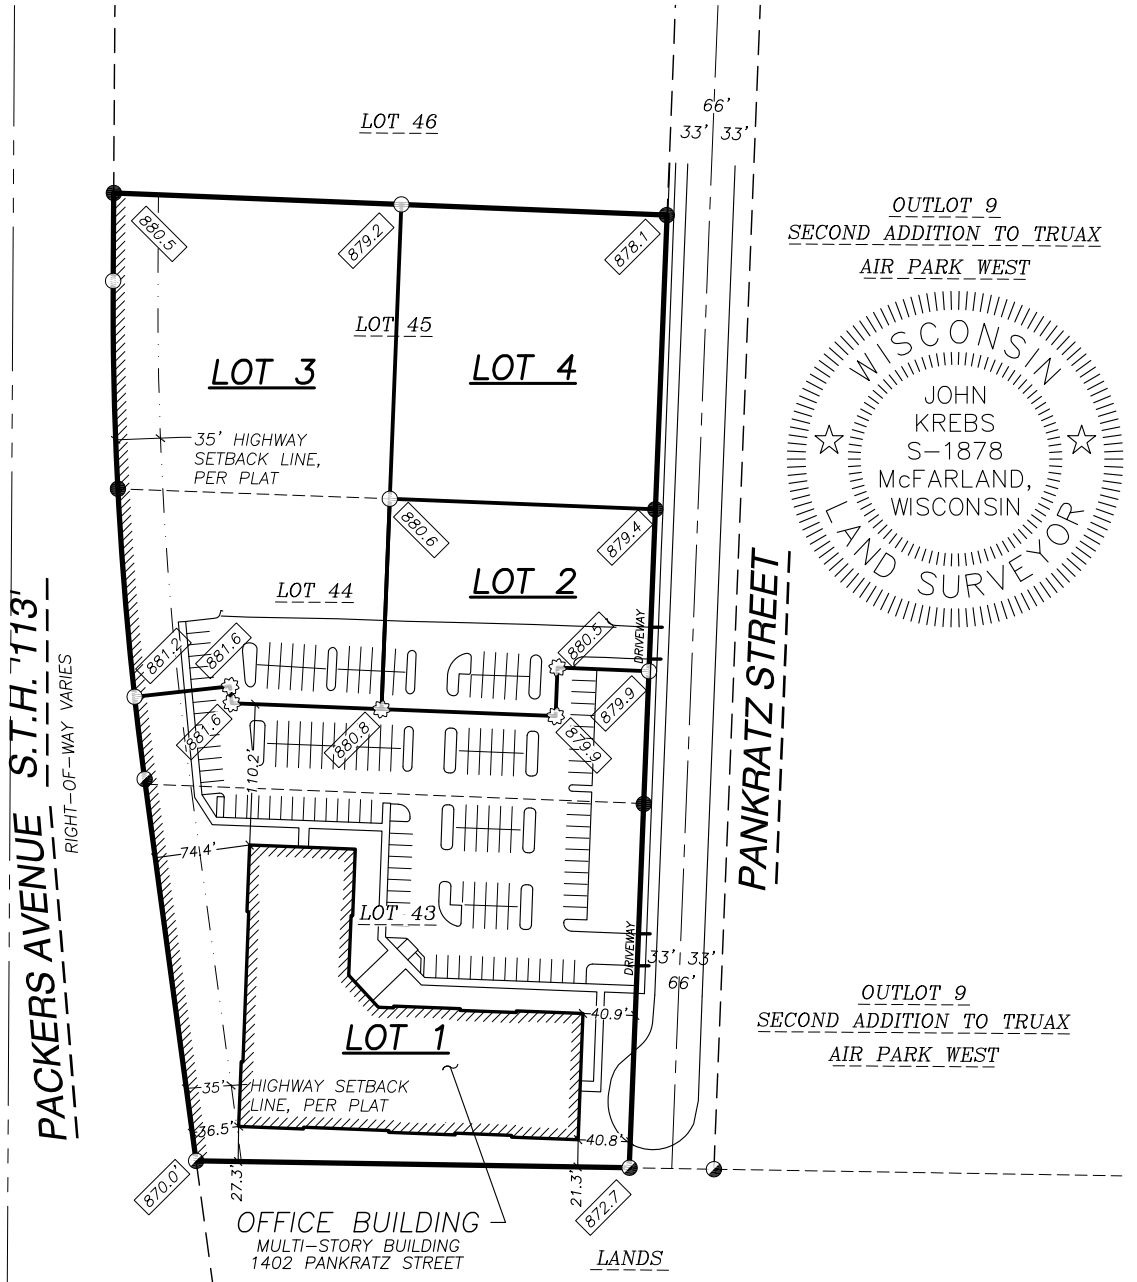 66'
33' 33'
LOT 46
OUTLOT 9
SECOND ADDITION TO TRUAX
AIR PARK WEST
880.5
879.2
878.1
WISCONSIN
LAND SURVEYOR
JOHN
KREBS
S-1878
McFARLAND,
WISCONSIN
LOT 45
LOT 3
LOT 4
35' HIGHWAY
SETBACK LINE,
PER PLAT
880.6
879.4
LOT 44
LOT 2
DRIVEWAY
881.2'
881.6
880.5
881.6
880.8
879.9
879.9
PACKERS AVENUE S.T.H. '113'
RIGHT-OF-WAY VARIES
PANKRATZ STREET
110.2'
74.4'
LOT 43
DRIVEWAY
33' 33'
66'
OUTLOT 9
SECOND ADDITION TO TRUAX
AIR PARK WEST
40.9'
LOT 1
35' HIGHWAY SETBACK
LINE, PER PLAT
36.5'
40.8'
27.3'
21.3'
870.0'
872.7
OFFICE BUILDING
MULTI-STORY BUILDING
1402 PANKRATZ STREET
LANDS